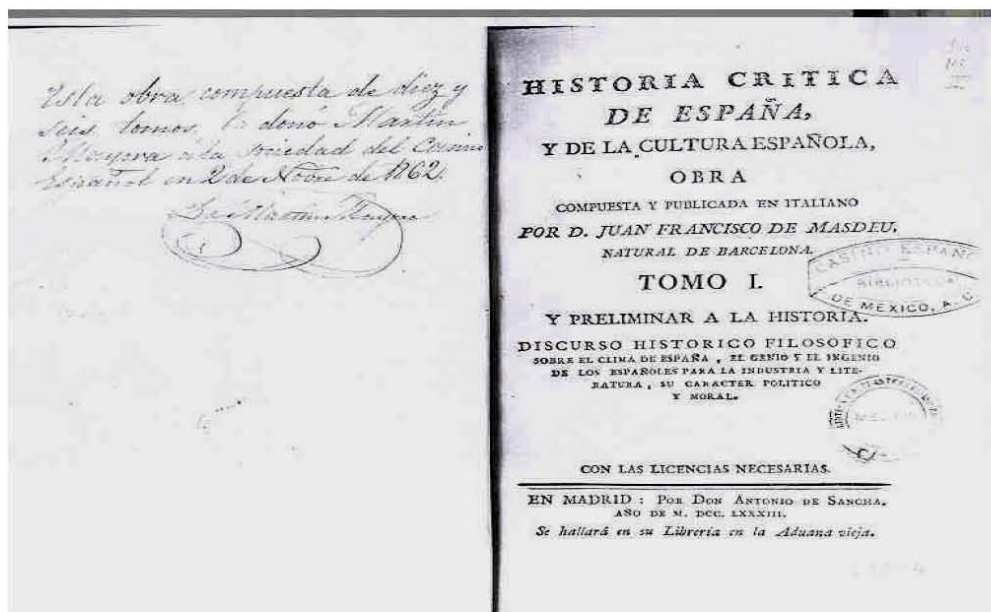 Esta obra compuesta de diez y
seis tomos la donó Martin
Mayora á la Sociedad del Casino
Español en 2 de Nobre de 1862.
HISTORIA CRITICA
DE ESPAÑA,
Y DE LA CULTURA ESPAÑOLA,
OBRA
COMPUESTA Y PUBLICADA EN ITALIANO
POR D. JUAN FRANCISCO DE MASDEU,
NATURAL DE BARCELONA.
TOMO I.
Y PRELIMINAR A LA HISTORIA.
DISCURSO HISTORICO FILOSOFICO
SOBRE EL CLIMA DE ESPAÑA, EL GENIO Y EL INGENIO
DE LOS ESPAÑOLES PARA LA INDUSTRIA Y LITE-
RATURA, SU CARACTER POLITICO
Y MORAL.
CASINO ESPAÑO
BIBLIOTECA
DE MEXICO, A. C
CON LAS LICENCIAS NECESARIAS.
EN MADRID: POR DON ANTONIO DE SANCHA.
AÑO DE M. DCC. LXXXIII.
Se hallará en su Librería en la Aduana vieja.